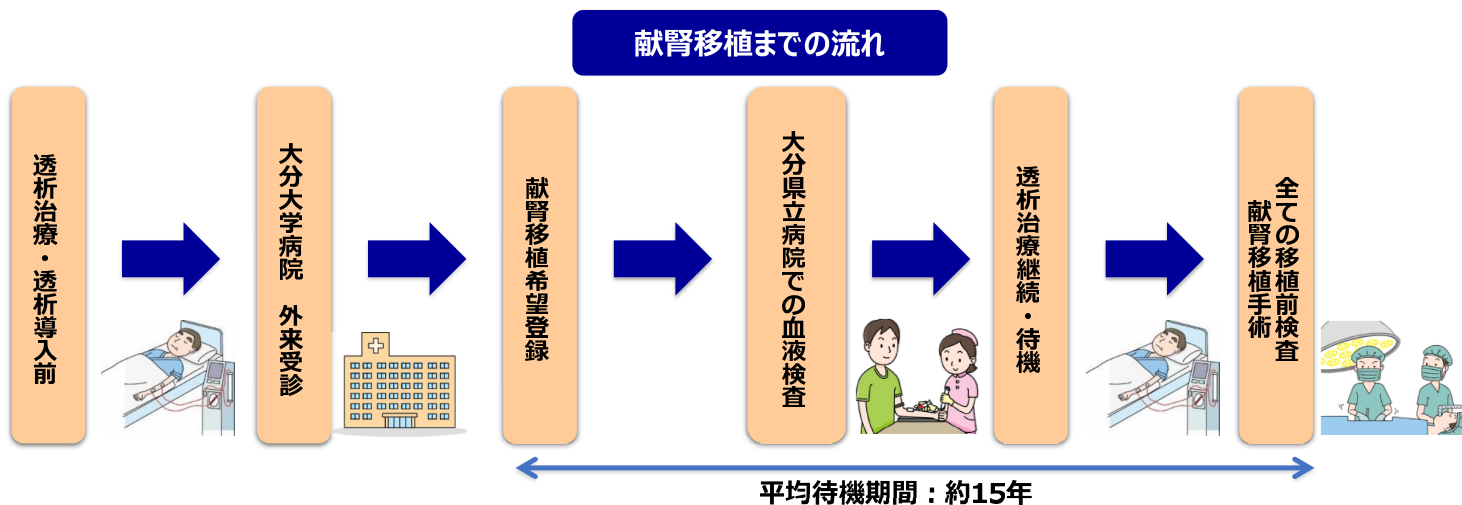 献腎移植までの流れ
透析治療・透析導入前
大分大学病院　外来受診
献腎移植希望登録
大分県立病院での血液検査
透析治療継続・待機
全ての移植前検査
献腎移植手術
平均待機期間：約15年